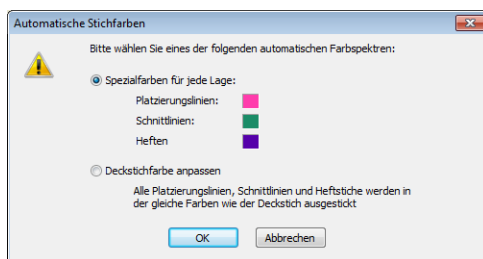 Automatische Stichfarben
Bitte wählen Sie eines der folgenden automatischen Farbspektren:
Spezialfarben für jede Lage:
Platzierungslinien:
Schnittlinien:
Heften
Deckstichfarbe anpassen
Alle Platzierungslinien, Schnittlinien und Heftstiche werden in
der gleiche Farben wie der Deckstich ausgestickt
OK
Abbrechen